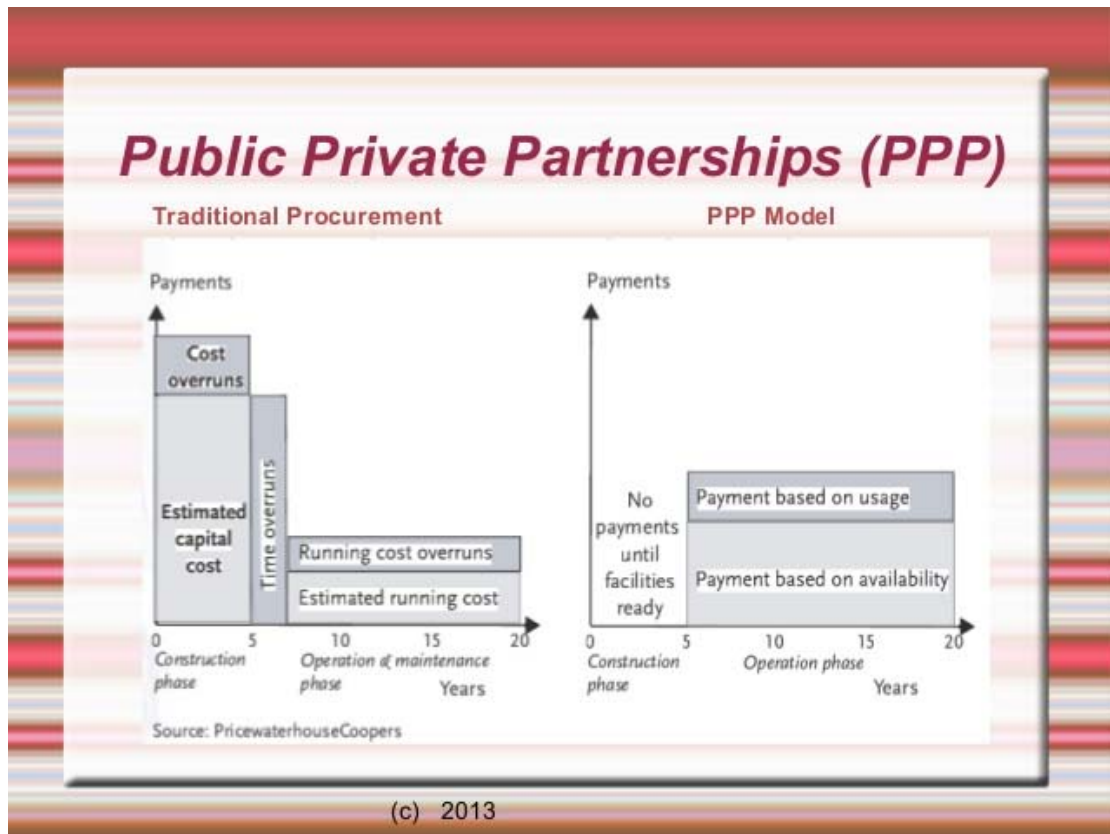 Public Private Partnerships (PPP)
Traditional Procurement
PPP Model
Payments
Cost
overruns
Estimated
capital
cost
Time overruns
Running cost overruns
Estimated running cost
0 5 10 15 20
Construction
phase
Operation & maintenance
phase
Years
Payments
No
payments
until
facilities
ready
Payment based on usage
Payment based on availability
0 5 10 15 20
Construction
phase
Operation phase
Years
Source: PricewaterhouseCoopers
(c) 2013